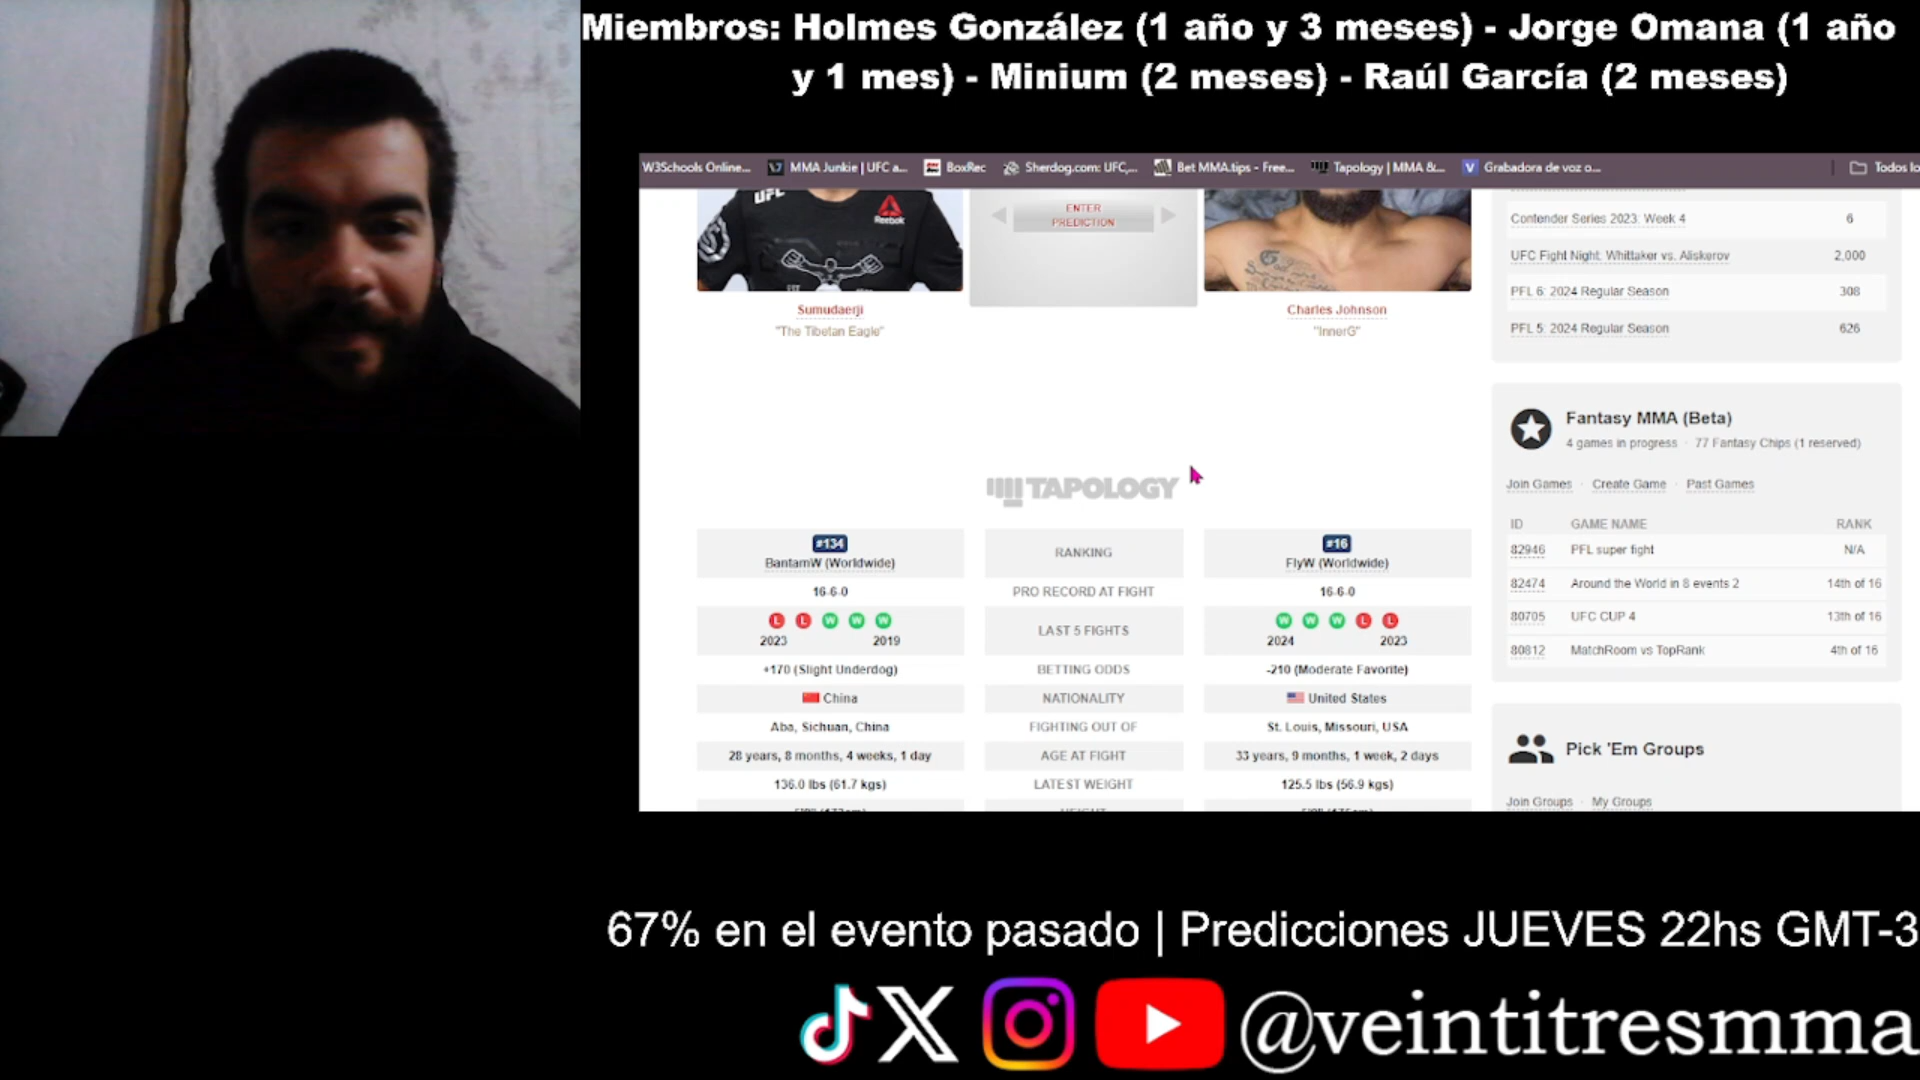 Miembros: Holmes González (1 año y 3 meses) - Jorge Omana (1 año
y 1 mes) - Minium (2 meses) - Raúl García (2 meses)
W3Schools Online... MMA Junkie | UFC a... BoxRec Sherdog.com: UFC,... Bet MMA.tips - Free... Tapology | MMA &... Grabadora de voz o... Todos lo
UFC
Reebok
ENTER
PREDICTION
Sumudaerji
"The Tibetan Eagle"
Charles Johnson
"InnerG"
TAPOLOGY
#134
BantamW (Worldwide)
RANKING
#16
FlyW (Worldwide)
16-6-0 PRO RECORD AT FIGHT 16-6-0
L L W W W
2023 2019
LAST 5 FIGHTS
W W W L L
2024 2023
+170 (Slight Underdog) BETTING ODDS -210 (Moderate Favorite)
China NATIONALITY United States
Aba, Sichuan, China FIGHTING OUT OF St. Louis, Missouri, USA
28 years, 8 months, 4 weeks, 1 day AGE AT FIGHT 33 years, 9 months, 1 week, 2 days
136.0 lbs (61.7 kgs) LATEST WEIGHT 125.5 lbs (56.9 kgs)
Contender Series 2023: Week 4 6
UFC Fight Night: Whittaker vs. Aliskerov 2,000
PFL 6: 2024 Regular Season 308
PFL 5: 2024 Regular Season 626
Fantasy MMA (Beta)
4 games in progress · 77 Fantasy Chips (1 reserved)
Join Games · Create Game · Past Games
ID GAME NAME RANK
82946 PFL super fight N/A
82474 Around the World in 8 events 2 14th of 16
80705 UFC CUP 4 13th of 16
80812 MatchRoom vs TopRank 4th of 16
Pick 'Em Groups
Join Groups · My Groups
67% en el evento pasado | Predicciones JUEVES 22hs GMT-3
@veintitresmma